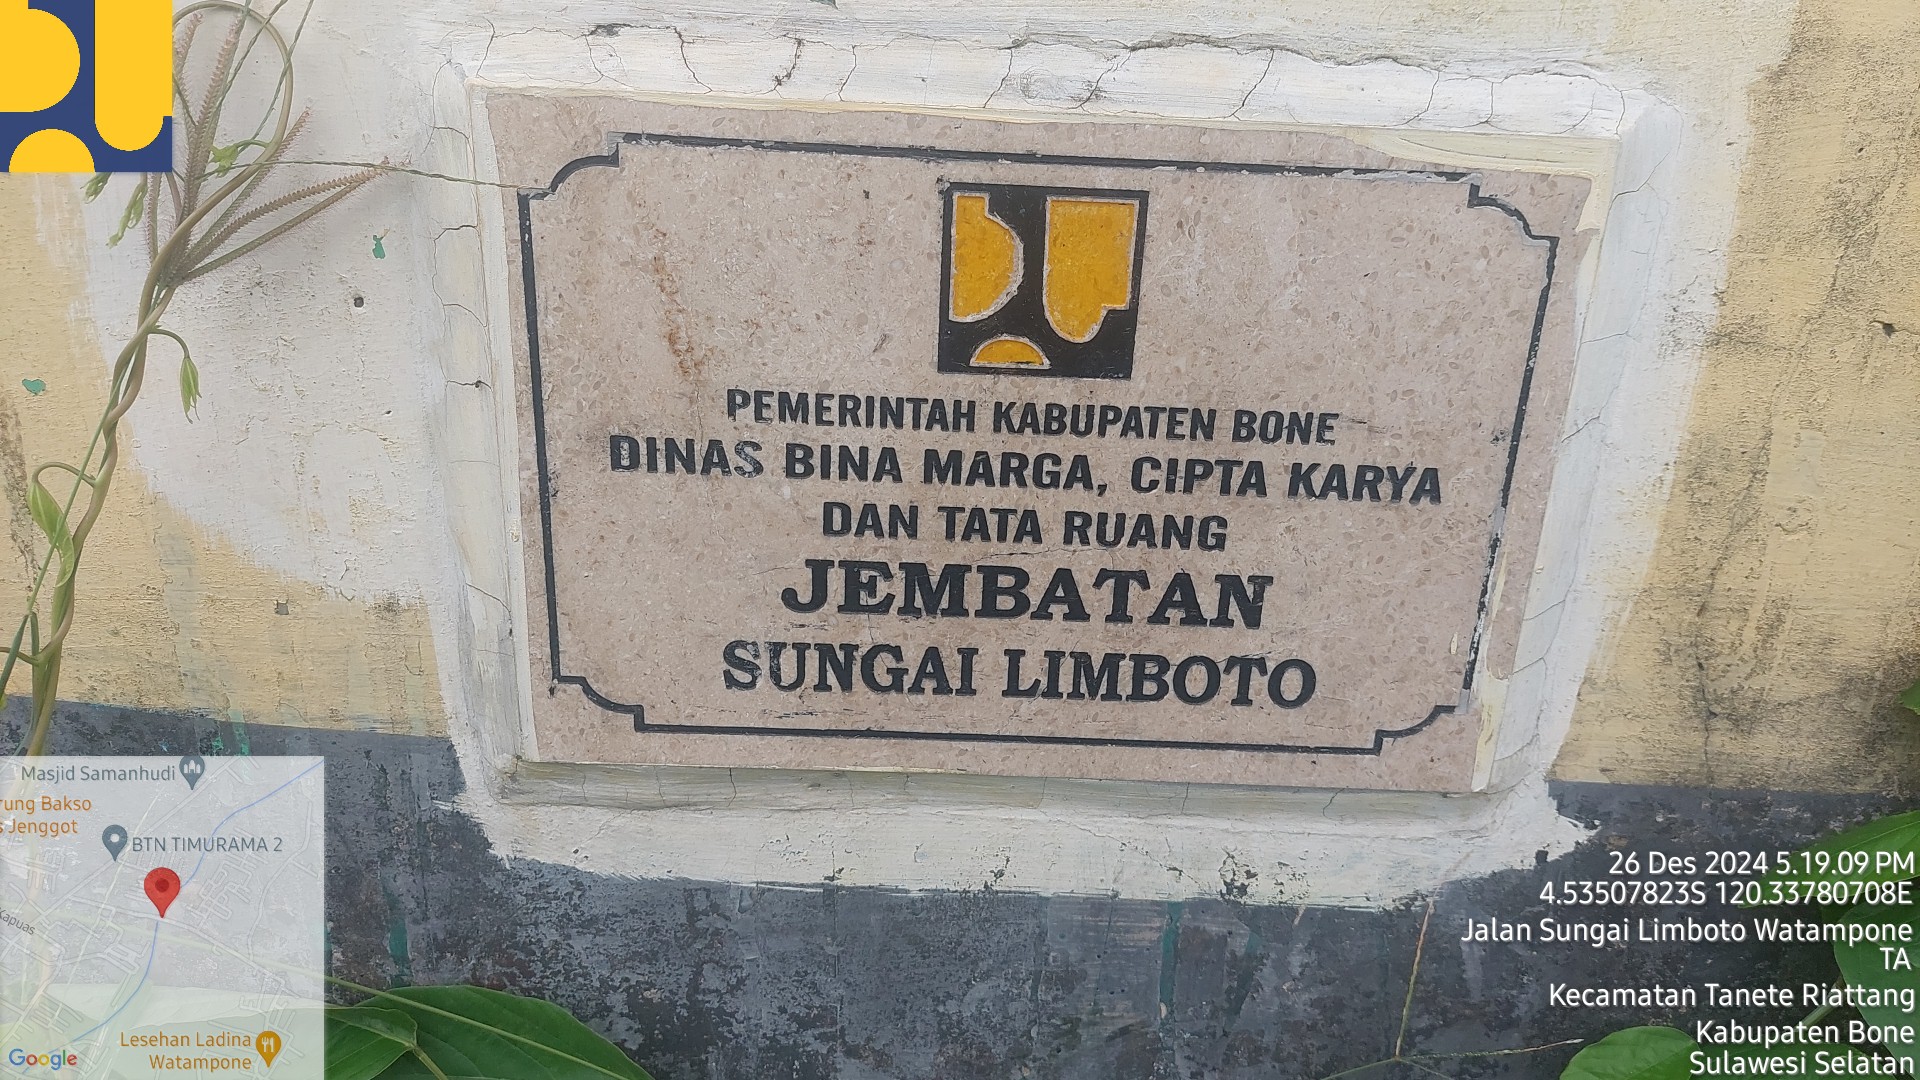 PEMERINTAH KABUPATEN BONE
DINAS BINA MARGA, CIPTA KARYA
DAN TATA RUANG
JEMBATAN
SUNGAI LIMBOTO
Masjid Samanhudi
rung Bakso
s Jenggot
BTN TIMURAMA 2
Kapuas
Lesehan Ladina
Watampone
Google
26 Des 2024 5.19.09 PM
4.53507823S 120.33780708E
Jalan Sungai Limboto Watampone
TA
Kecamatan Tanete Riattang
Kabupaten Bone
Sulawesi Selatan